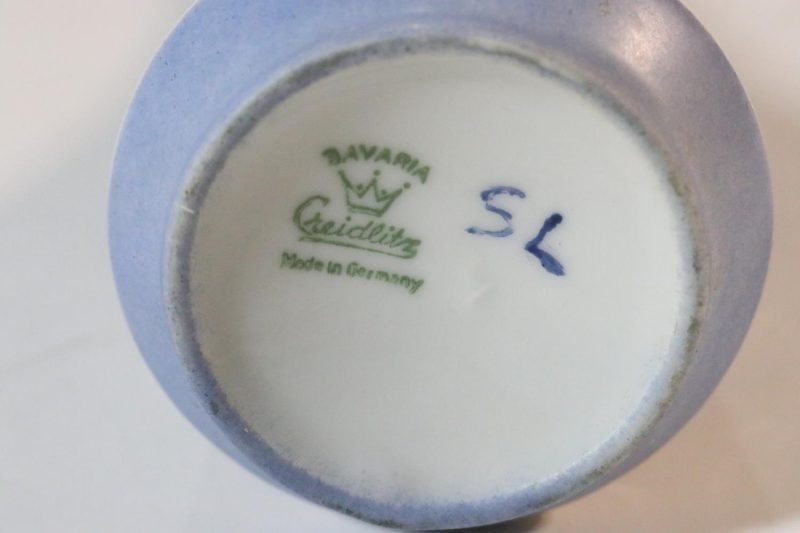 BAVARIA
Creidlitz
Made in Germany
SL